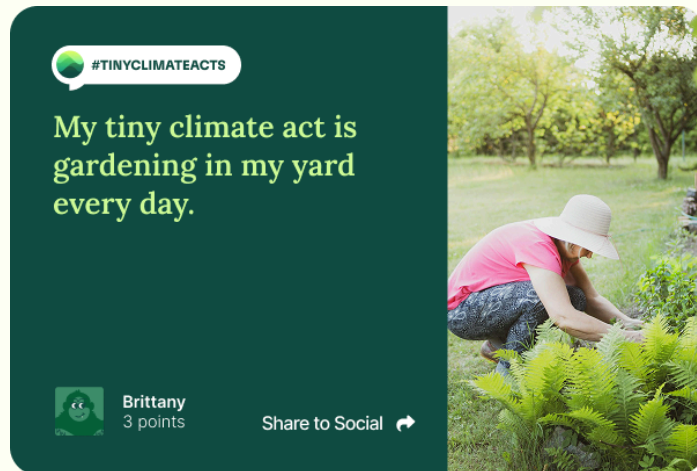 #TINYCLIMATEACTS
My tiny climate act is
gardening in my yard
every day.
Brittany
3 points
Share to Social